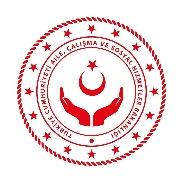 TÜRKİYE CUMHURİYETİ AİLE, ÇALIŞMA VE SOSYAL HİZMETLER BAKANLIĞI